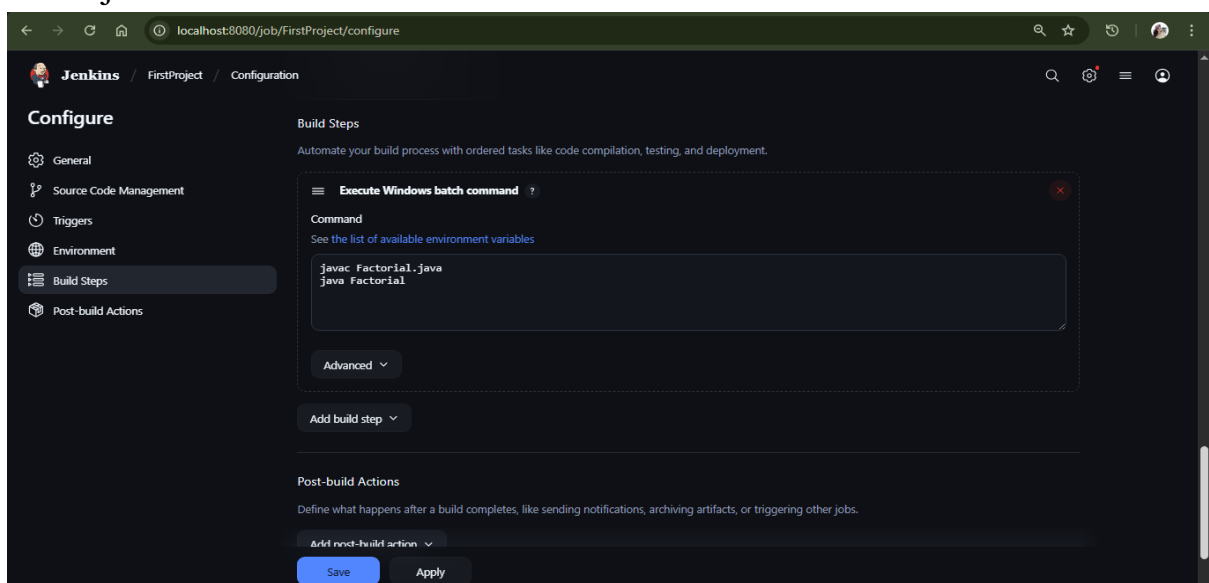 localhost:8080/job/FirstProject/configure
Jenkins / FirstProject / Configuration
Configure
General
Source Code Management
Triggers
Environment
Build Steps
Post-build Actions
Build Steps
Automate your build process with ordered tasks like code compilation, testing, and deployment.
Execute Windows batch command ?
Command
See the list of available environment variables
javac Factorial.java
java Factorial
Advanced
Add build step
Post-build Actions
Define what happens after a build completes, like sending notifications, archiving artifacts, or triggering other jobs.
Add post-build action
Save
Apply